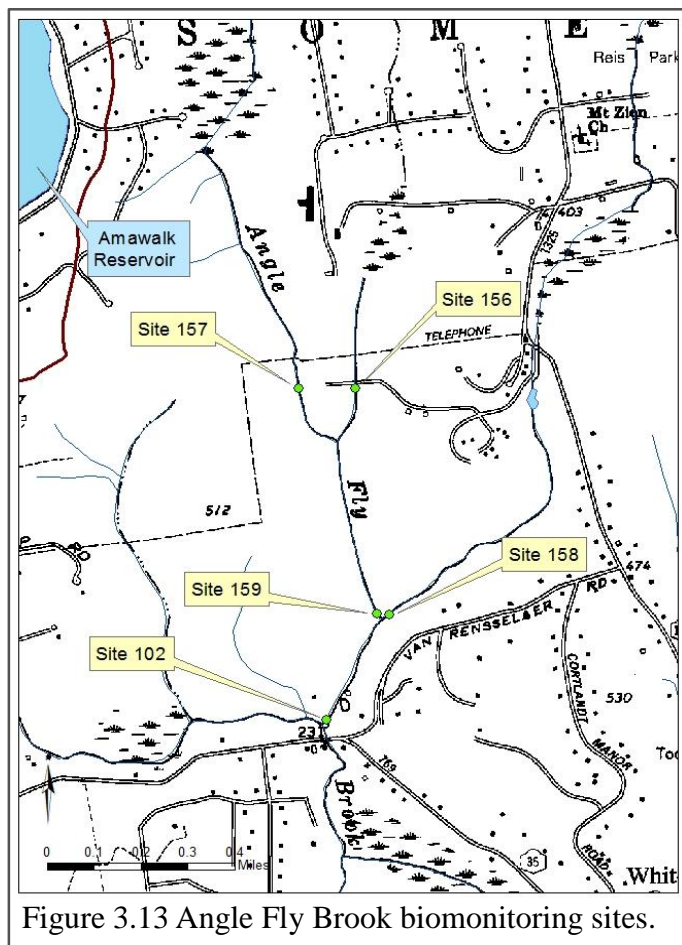 S O M E
Reis Park
Mt Zion
Ch
403
1325
Amawalk
Reservoir
Angle
Site 157
Site 156
TELEPHONE
Fly
512
Site 159
Site 158
474
VAN RENSSELAER RD
Site 102
CORTLANDT
MANOR
ROAD
530
23
769
Brook
35
Whit
0 0.1 0.2 0.3 0.4
Miles
Figure 3.13 Angle Fly Brook biomonitoring sites.